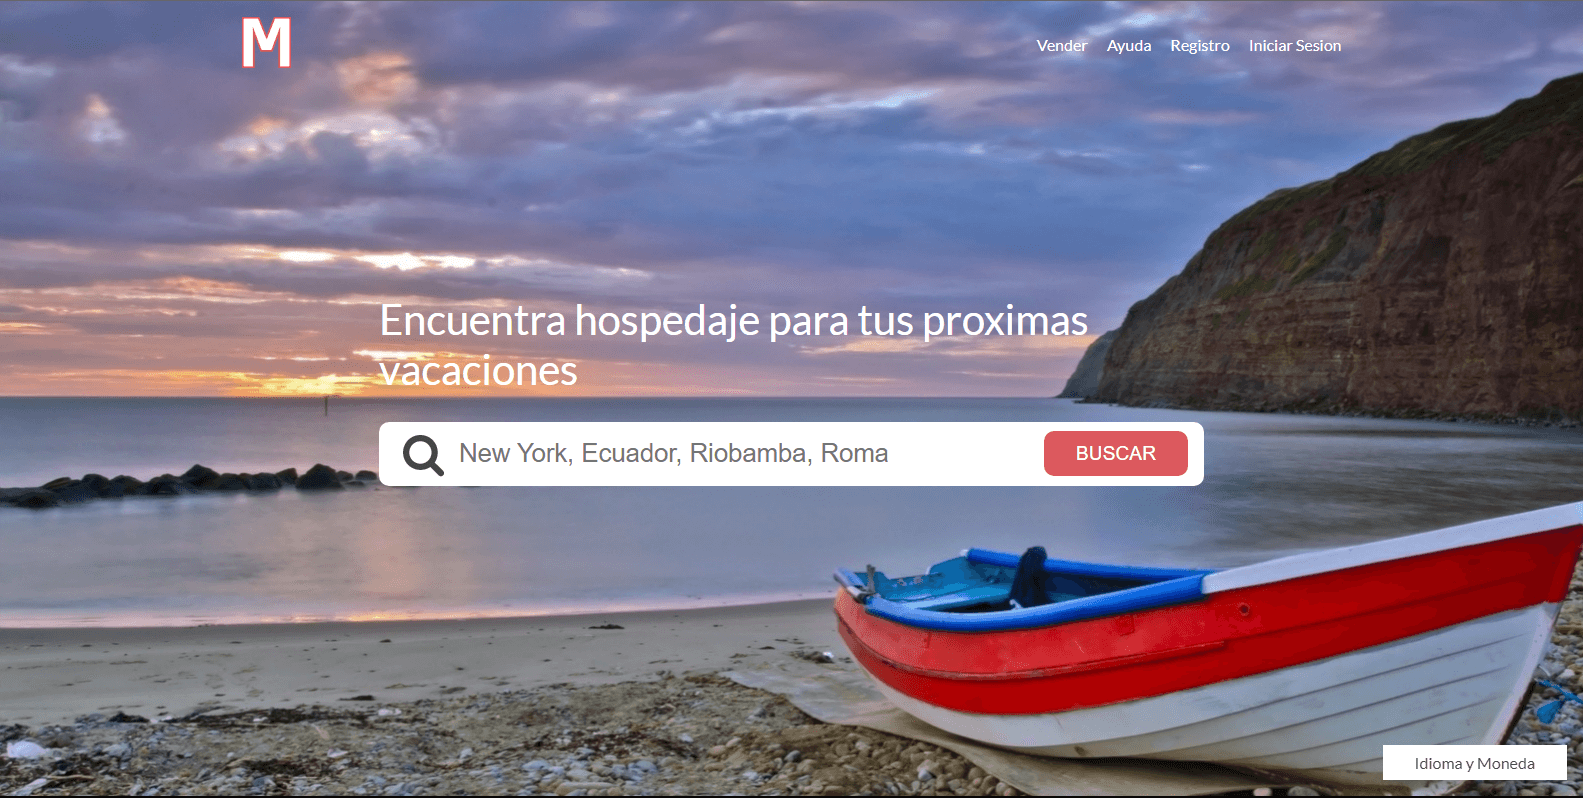 M
Vender Ayuda Registro Iniciar Sesion
Encuentra hospedaje para tus proximas
vacaciones
New York, Ecuador, Riobamba, Roma
BUSCAR
Idioma y Moneda